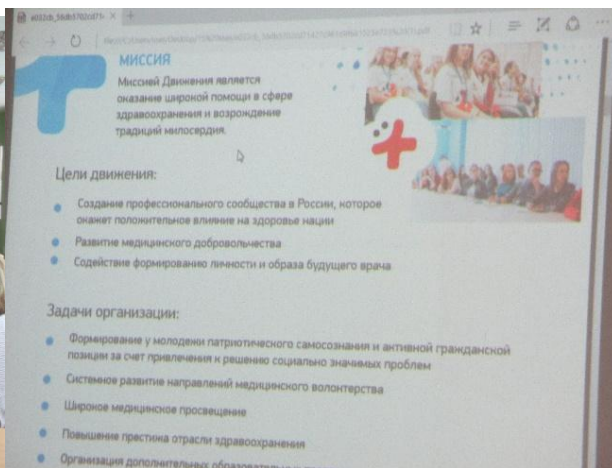 МИССИЯ
Миссией Движения является
оказание широкой помощи в сфере
здравоохранения и возрождение
традиций милосердия.
Цели движения:
Создание профессионального сообщества в России, которое
окажет положительное влияние на здоровье нации
Развитие медицинского добровольчества
Содействие формированию личности и образа будущего врача
Задачи организации:
Формирование у молодежи патриотического самосознания и активной гражданской
позиции за счет привлечения к решению социально значимых проблем
Системное развитие направлений медицинского волонтерства
Широкое медицинское просвещение
Повышение престижа отрасли здравоохранения
Организация дополнительных